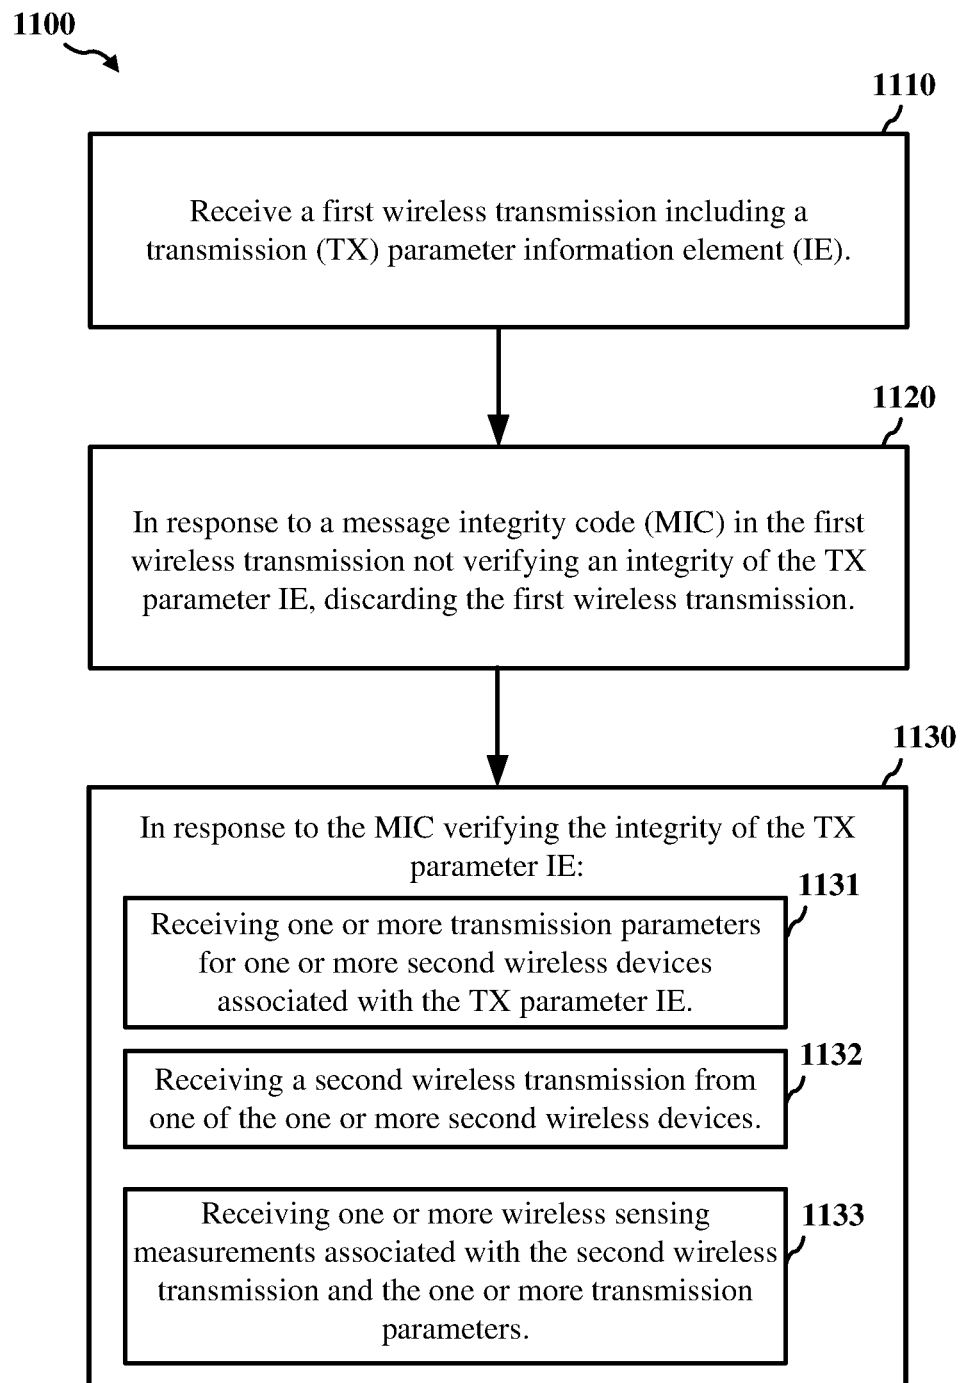 1100
1110
Receive a first wireless transmission including a
transmission (TX) parameter information element (IE).
1120
In response to a message integrity code (MIC) in the first
wireless transmission not verifying an integrity of the TX
parameter IE, discarding the first wireless transmission.
1130
In response to the MIC verifying the integrity of the TX
parameter IE:
1131
Receiving one or more transmission parameters
for one or more second wireless devices
associated with the TX parameter IE.
1132
Receiving a second wireless transmission from
one of the one or more second wireless devices.
1133
Receiving one or more wireless sensing
measurements associated with the second wireless
transmission and the one or more transmission
parameters.